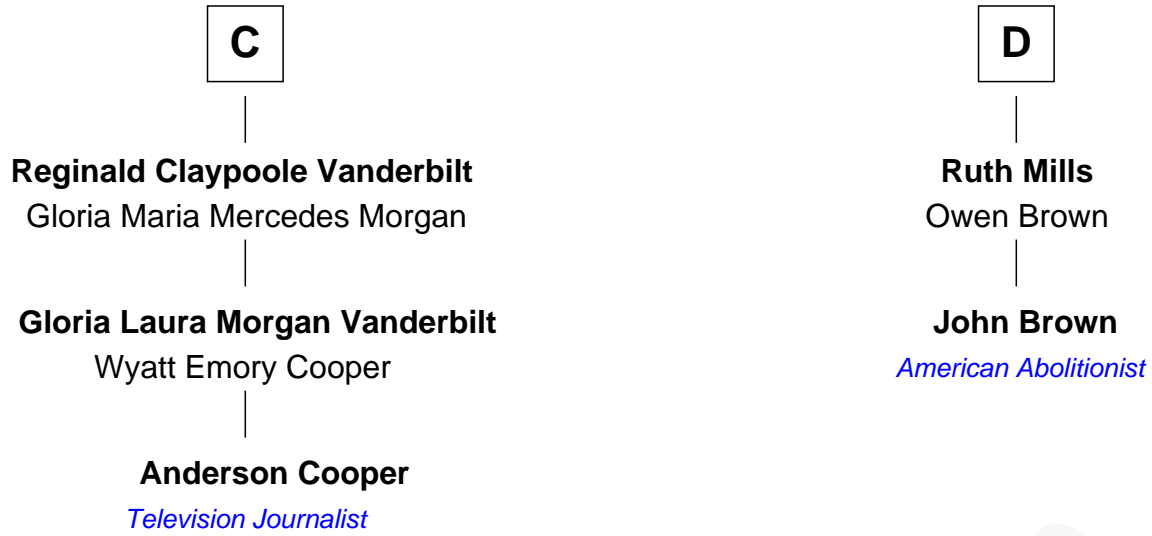 C
Reginald Claypoole Vanderbilt
Gloria Maria Mercedes Morgan
Gloria Laura Morgan Vanderbilt
Wyatt Emory Cooper
Anderson Cooper
Television Journalist
D
Ruth Mills
Owen Brown
John Brown
American Abolitionist